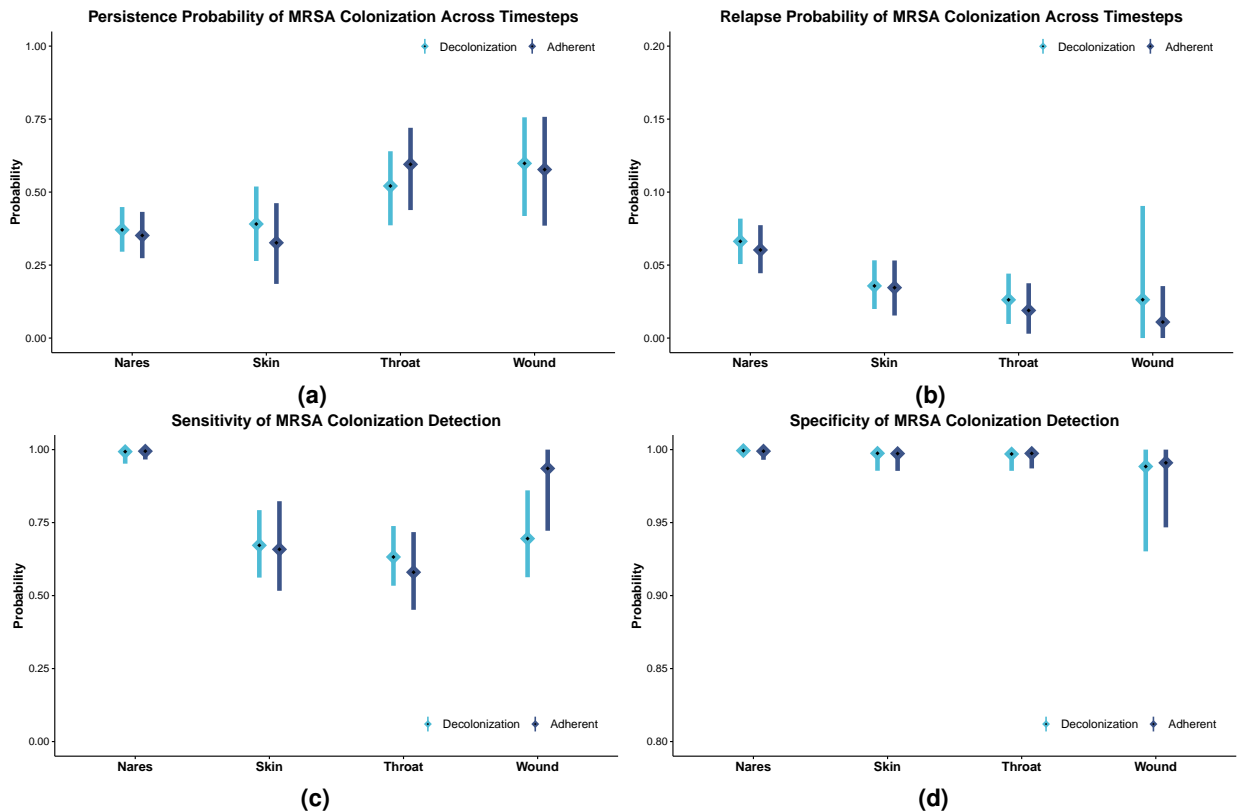 Persistence Probability of MRSA Colonization Across Timesteps
Decolonization Adherent
1.00
0.75
0.50
0.25
0.00
Probability
Nares Skin Throat Wound
(a)
Relapse Probability of MRSA Colonization Across Timesteps
Decolonization Adherent
0.20
0.15
0.10
0.05
0.00
Probability
Nares Skin Throat Wound
(b)
Sensitivity of MRSA Colonization Detection
1.00
0.75
0.50
0.25
0.00
Probability
Decolonization Adherent
Nares Skin Throat Wound
(c)
Specificity of MRSA Colonization Detection
1.00
0.95
0.90
0.85
0.80
Probability
Decolonization Adherent
Nares Skin Throat Wound
(d)